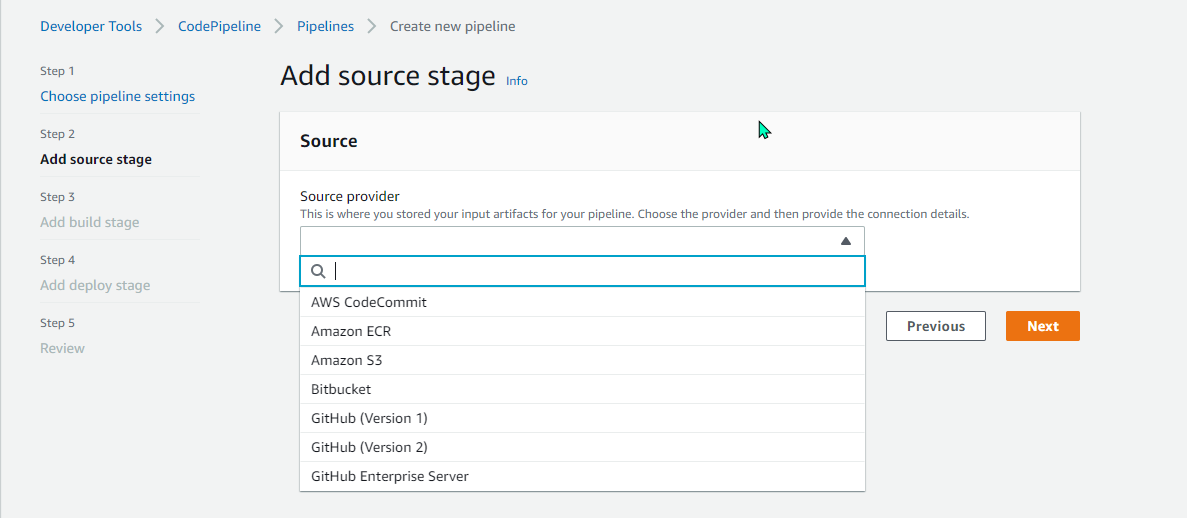 Developer Tools > CodePipeline > Pipelines > Create new pipeline
Step 1
Choose pipeline settings
Step 2
Add source stage
Step 3
Add build stage
Step 4
Add deploy stage
Step 5
Review
Add source stage Info
Source
Source provider
This is where you stored your input artifacts for your pipeline. Choose the provider and then provide the connection details.
AWS CodeCommit
Amazon ECR
Amazon S3
Bitbucket
GitHub (Version 1)
GitHub (Version 2)
GitHub Enterprise Server
Previous Next